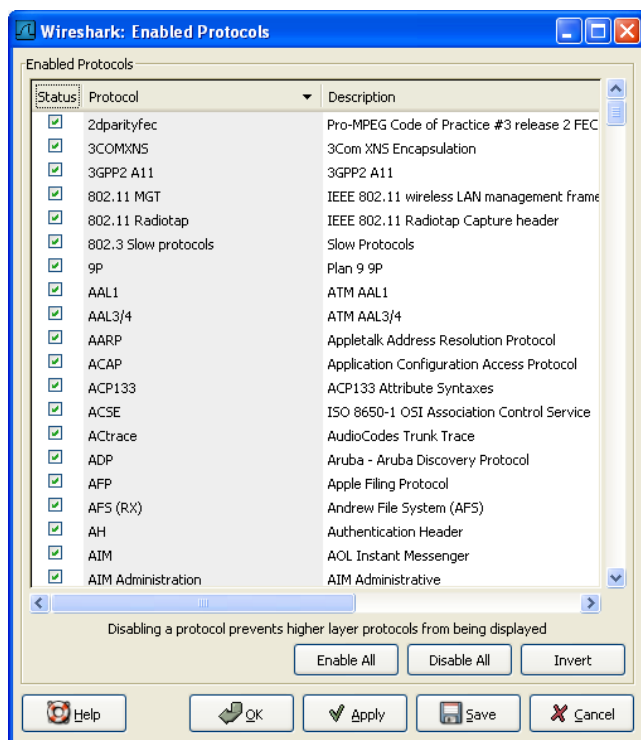 Wireshark: Enabled Protocols
Enabled Protocols
Status Protocol Description
2dparityfec Pro-MPEG Code of Practice #3 release 2 FEC
3COMXNS 3Com XNS Encapsulation
3GPP2 A11 3GPP2 A11
802.11 MGT IEEE 802.11 wireless LAN management frame
802.11 Radiotap IEEE 802.11 Radiotap Capture header
802.3 Slow protocols Slow Protocols
9P Plan 9 9P
AAL1 ATM AAL1
AAL3/4 ATM AAL3/4
AARP Appletalk Address Resolution Protocol
ACAP Application Configuration Access Protocol
ACP133 ACP133 Attribute Syntaxes
ACSE ISO 8650-1 OSI Association Control Service
ACtrace AudioCodes Trunk Trace
ADP Aruba - Aruba Discovery Protocol
AFP Apple Filing Protocol
AFS (RX) Andrew File System (AFS)
AH Authentication Header
AIM AOL Instant Messenger
AIM Administration AIM Administrative
Disabling a protocol prevents higher layer protocols from being displayed
Enable All Disable All Invert
Help OK Apply Save Cancel